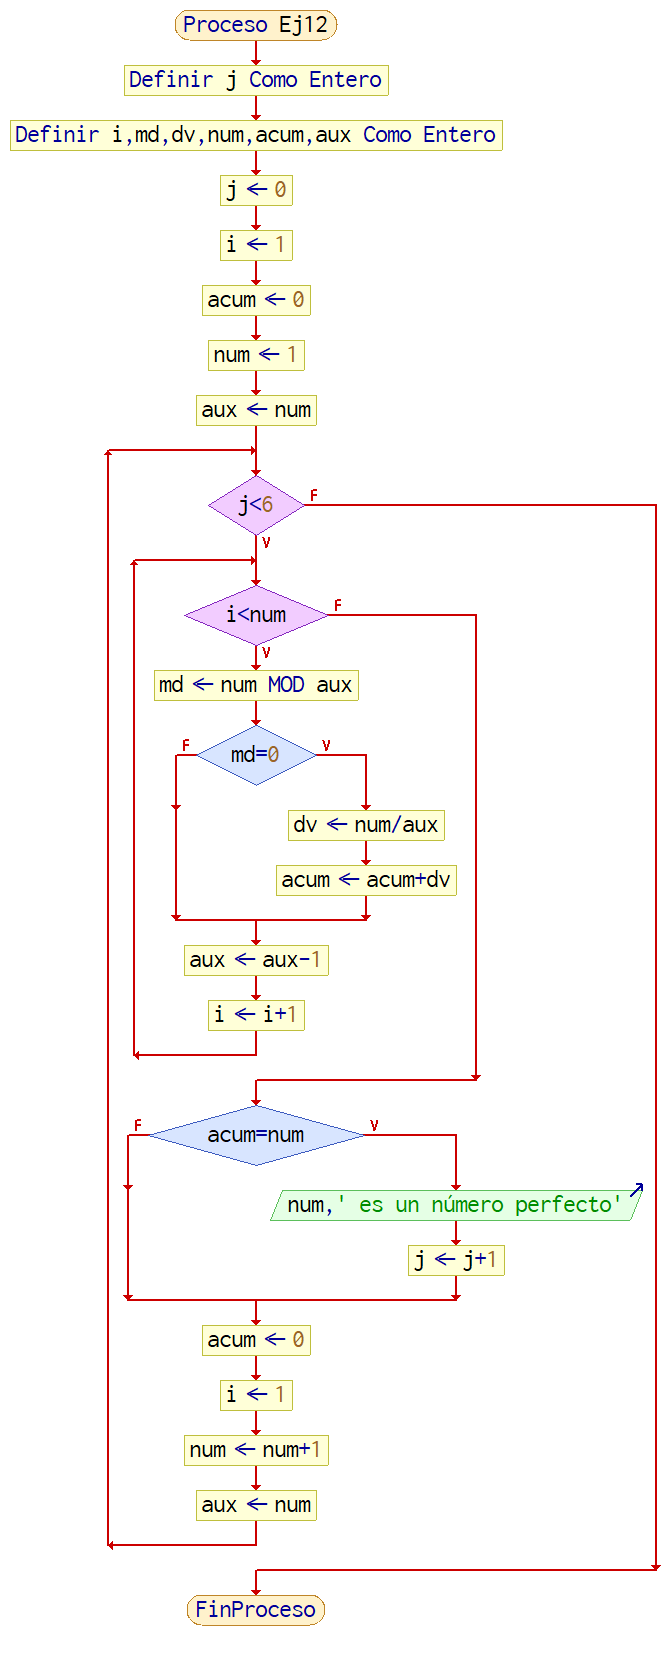 Proceso Ej12
Definir j Como Entero
Definir i,md,dv,num,acum,aux Como Entero
j ← 0
i ← 1
acum ← 0
num ← 1
aux ← num
j<6
F
V
i<num
F
V
md ← num MOD aux
md=0
F
V
dv ← num/aux
acum ← acum+dv
aux ← aux-1
i ← i+1
acum=num
F
V
num,' es un número perfecto'
j ← j+1
acum ← 0
i ← 1
num ← num+1
aux ← num
FinProceso